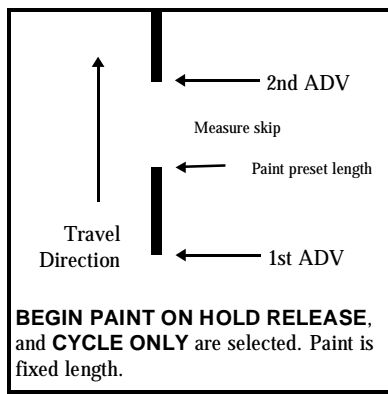 2nd ADV
Measure skip
Paint preset length
Travel
Direction
1st ADV
BEGIN PAINT ON HOLD RELEASE,
and CYCLE ONLY are selected. Paint is
fixed length.